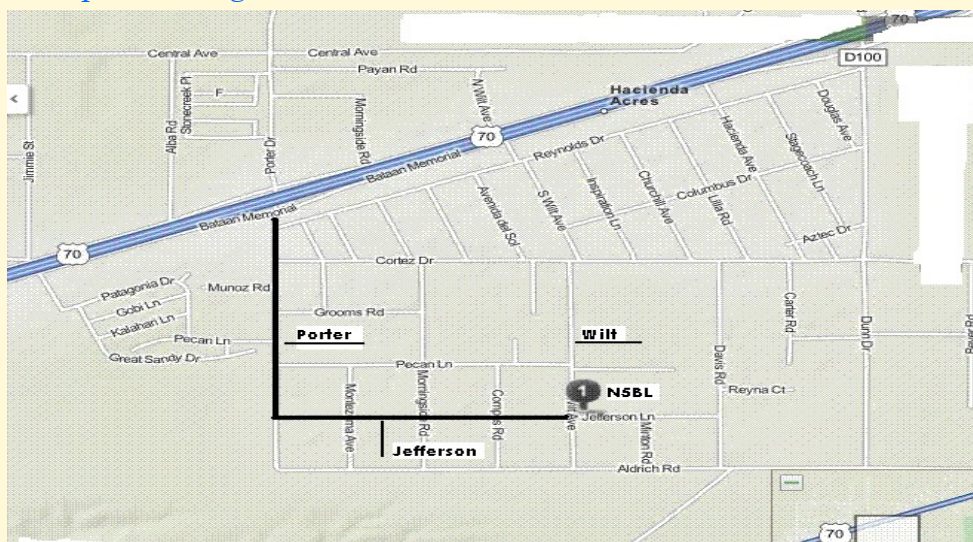 70
D100
Central Ave
Central Ave
Payan Rd
N Wilt Ave
Hacienda
Acres
F
Stonecreek Pl
Alba Rd
Jimmie St
Porter Dr
Morningside Rd
70
Bataan Memorial
Reynolds Dr
Douglas Ave
Stagecoach Ln
Hacienda Ave
Columbus Dr
Lilla Rd
Churchill Ave
Inspiration Ln
S Wilt Ave
Avenida del Sol
Bataan Memorial
Aztec Dr
70
Cortez Dr
Patagonia Dr
Munoz Rd
Gobi Ln
Kalahari Ln
Grooms Rd
Carter Rd
Dunn Dr
Porter
Wilt
Pecan Ln
Great Sandy Dr
Pecan Ln
Davis Rd
Reyna Ct
1
N5BL
Montezuma Ave
Morningside Rd
Compas Rd
Jefferson Ln
Minton Rd
Jefferson
Aldrich Rd
70